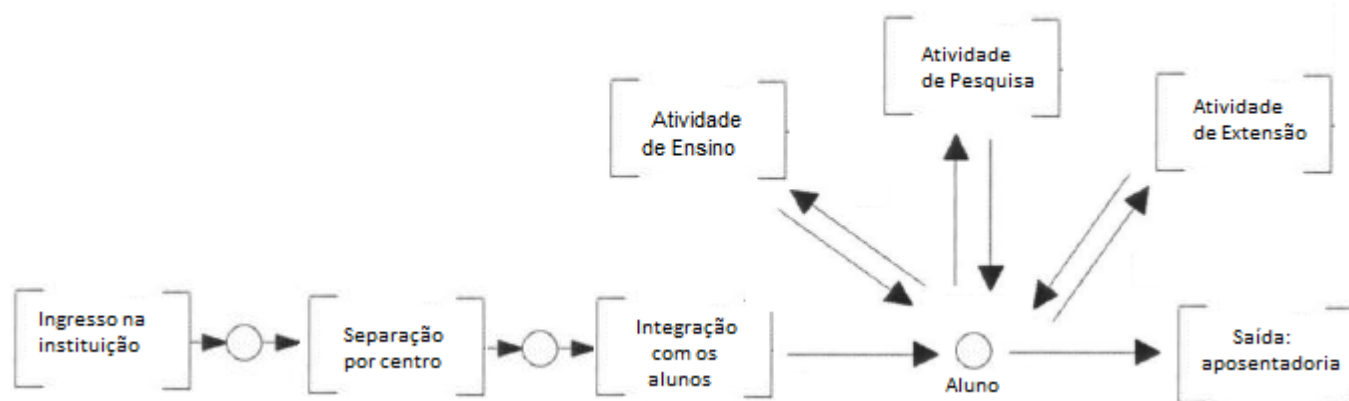 Atividade
de Pesquisa
Atividade
de Ensino
Atividade
de Extensão
Ingresso na
instituição
Separação
por centro
Integração
com os
alunos
Aluno
Saída:
aposentadoria